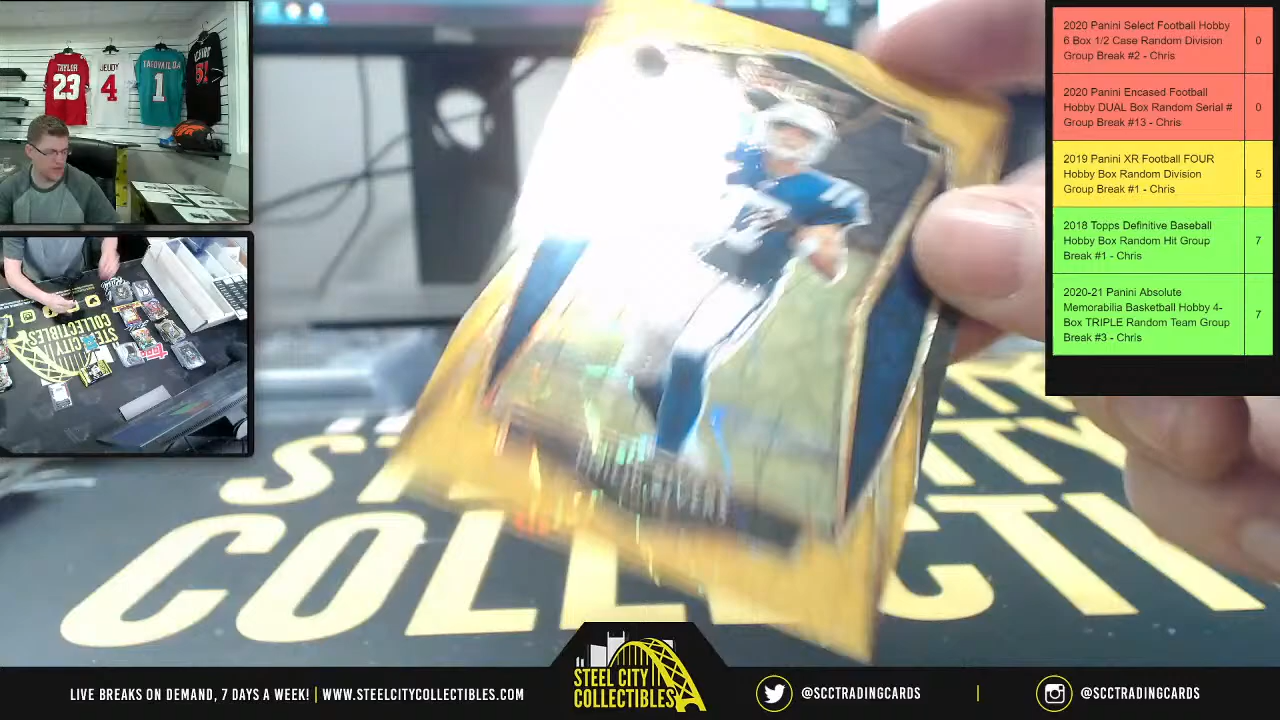 TAYLOR
23
JEUDY
4
TAGOVAILOA
1
51
2020 Panini Select Football Hobby
6 Box 1/2 Case Random Division
Group Break #2 - Chris
0
2020 Panini Encased Football
Hobby DUAL Box Random Serial #
Group Break #13 - Chris
0
2019 Panini XR Football FOUR
Hobby Box Random Division
Group Break #1 - Chris
5
2018 Topps Definitive Baseball
Hobby Box Random Hit Group
Break #1 - Chris
7
2020-21 Panini Absolute
Memorabilia Basketball Hobby 4-
Box TRIPLE Random Team Group
Break #3 - Chris
7
STEEL CITY
COLLECTIBLES
LIVE BREAKS ON DEMAND, 7 DAYS A WEEK! | WWW.STEELCITYCOLLECTIBLES.COM
STEEL CITY
COLLECTIBLES
@SCCTRADINGCARDS
@SCCTRADINGCARDS